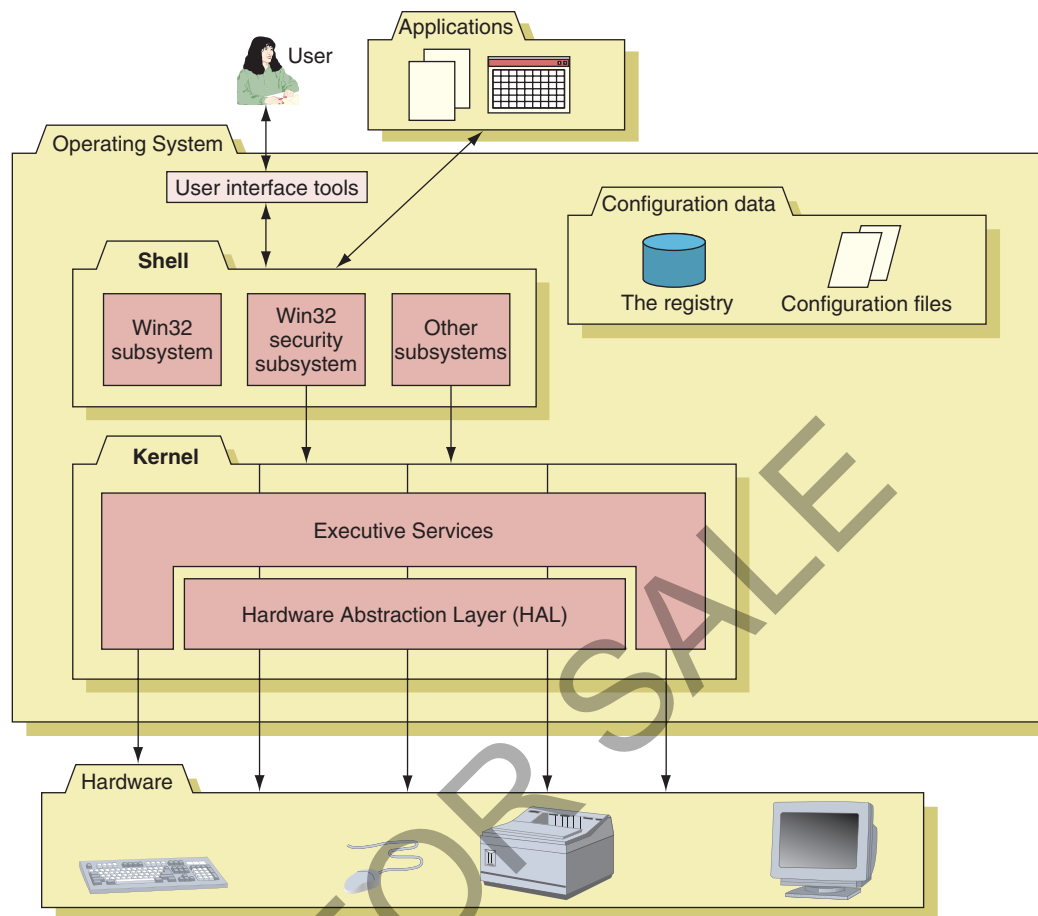 Applications
User
Operating System
User interface tools
Configuration data
The registry
Configuration files
Shell
Win32
subsystem
Win32
security
subsystem
Other
subsystems
Kernel
Executive Services
Hardware Abstraction Layer (HAL)
Hardware
FOR SALE